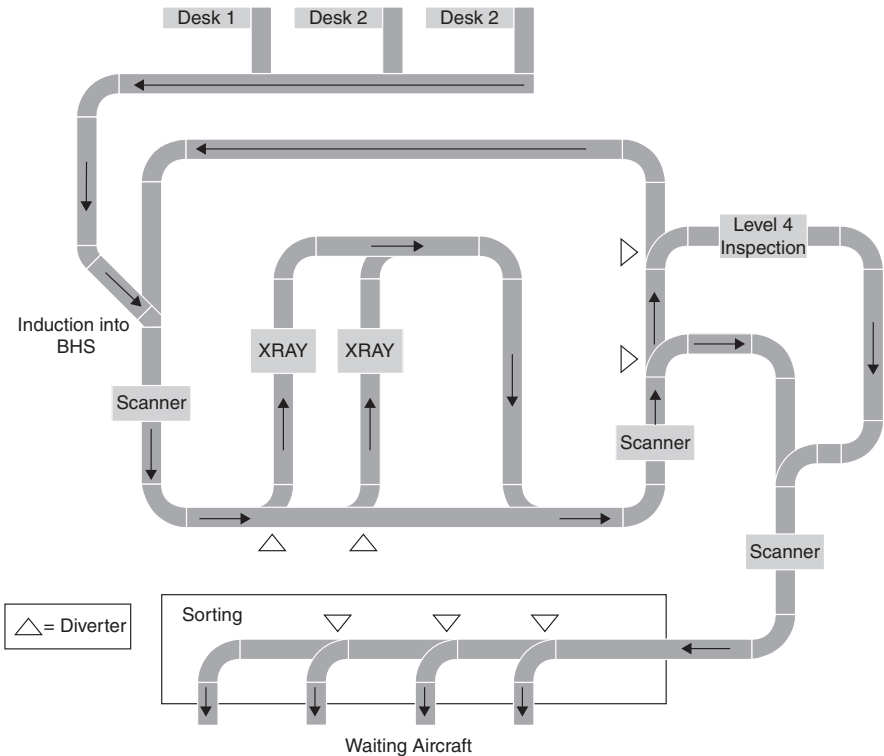 Desk 1
Desk 2
Desk 2
Level 4
Inspection
Induction into
BHS
XRAY
XRAY
Scanner
Scanner
Scanner
Sorting
= Diverter
Waiting Aircraft